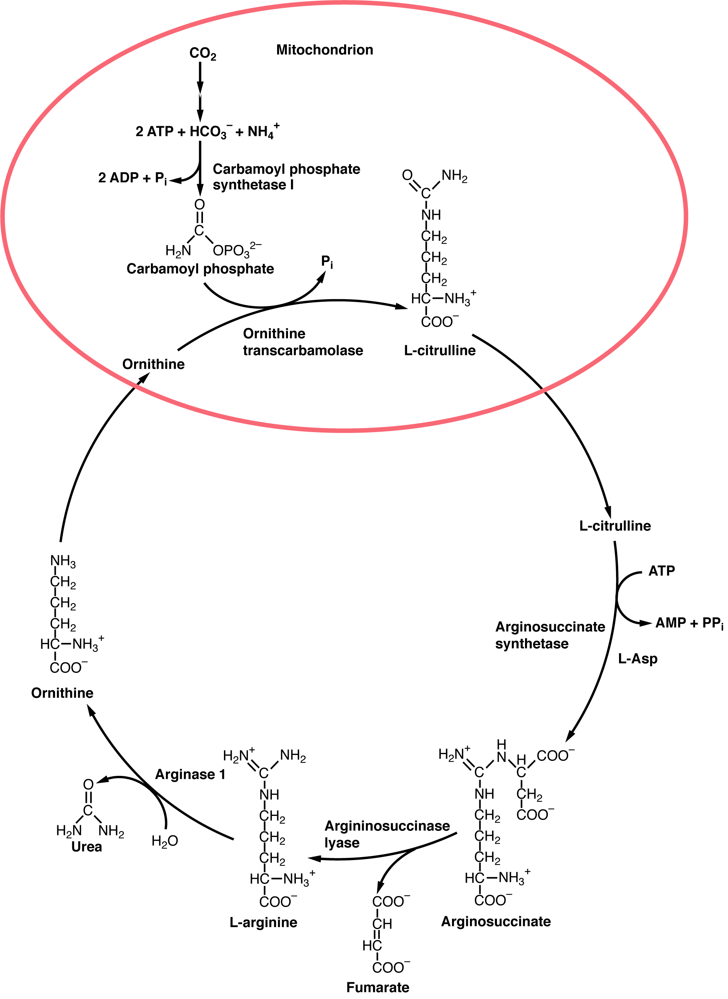 Mitochondrion
CO₂
2 ATP + HCO₃⁻ + NH₄⁺
2 ADP + Pᵢ
Carbamoyl phosphate
synthetase I
O
C
H₂N
OPO₃²⁻
Carbamoyl phosphate
Pᵢ
Ornithine
transcarbamolase
Ornithine
O
NH₂
C
NH
CH₂
CH₂
CH₂
HC—NH₃⁺
COO⁻
L-citrulline
L-citrulline
ATP
AMP + PPᵢ
Arginosuccinate
synthetase
L-Asp
H₂N⁺
H
N
H
COO⁻
C
C
NH
CH₂
CH₂
COO⁻
CH₂
CH₂
HC—NH₃⁺
COO⁻
Arginosuccinate
Argininosuccinase
lyase
COO⁻
CH
HC
COO⁻
Fumarate
H₂N⁺
NH₂
C
NH
CH₂
CH₂
CH₂
HC—NH₃⁺
COO⁻
L-arginine
Arginase 1
H₂O
O
C
H₂N
NH₂
Urea
NH₃
CH₂
CH₂
CH₂
HC—NH₃⁺
COO⁻
Ornithine